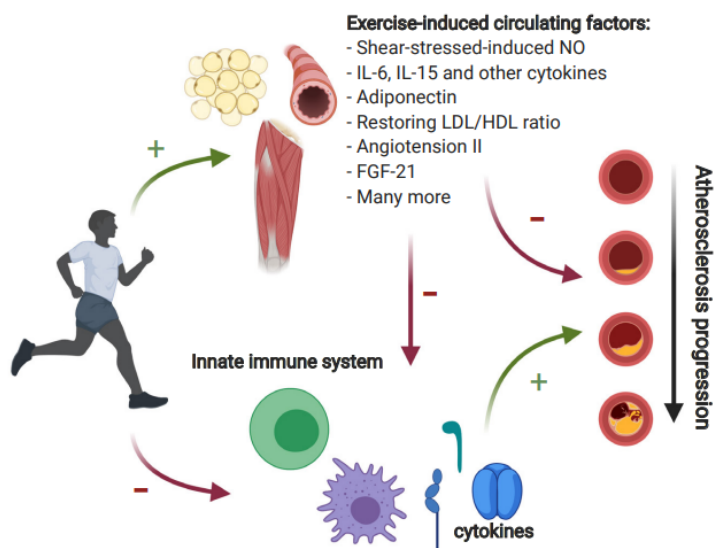 Exercise-induced circulating factors:
- Shear-stressed-induced NO
- IL-6, IL-15 and other cytokines
- Adiponectin
- Restoring LDL/HDL ratio
- Angiotension II
- FGF-21
- Many more
+
-
-
Atherosclerosis progression
Innate immune system
+
-
cytokines